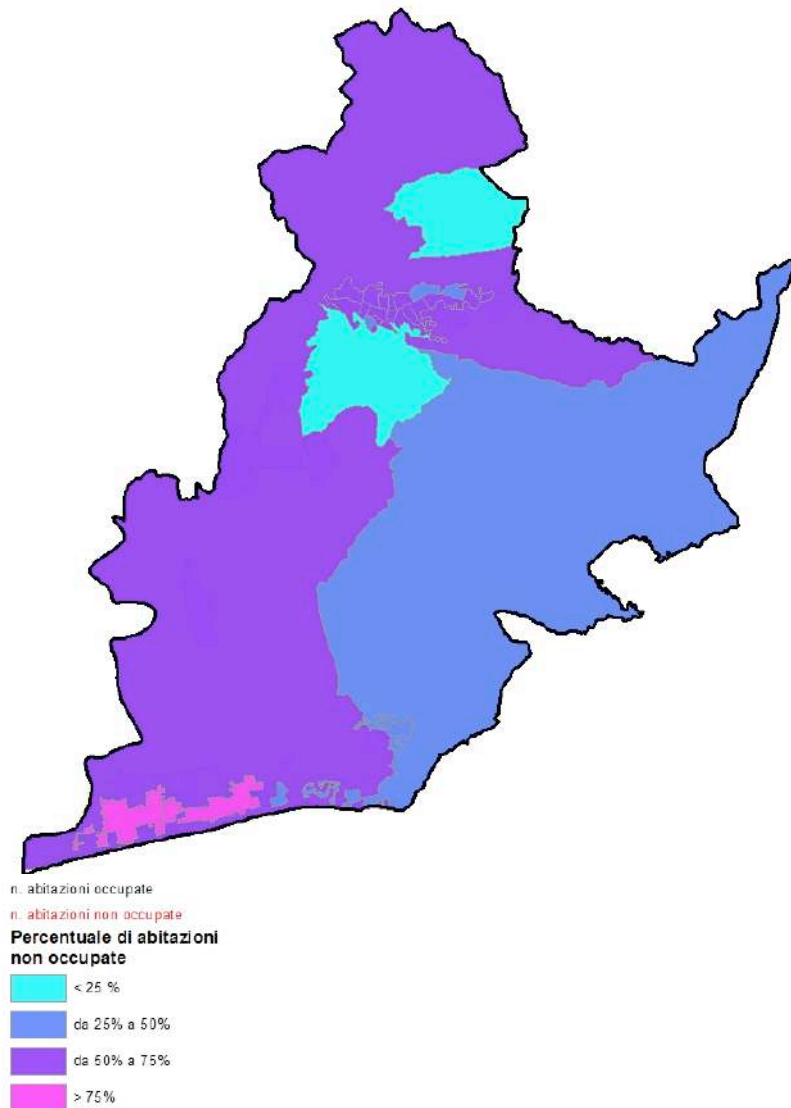 n. abitazioni occupate
n. abitazioni non occupate
Percentuale di abitazioni
non occupate
< 25 %
da 25% a 50%
da 50% a 75%
> 75%